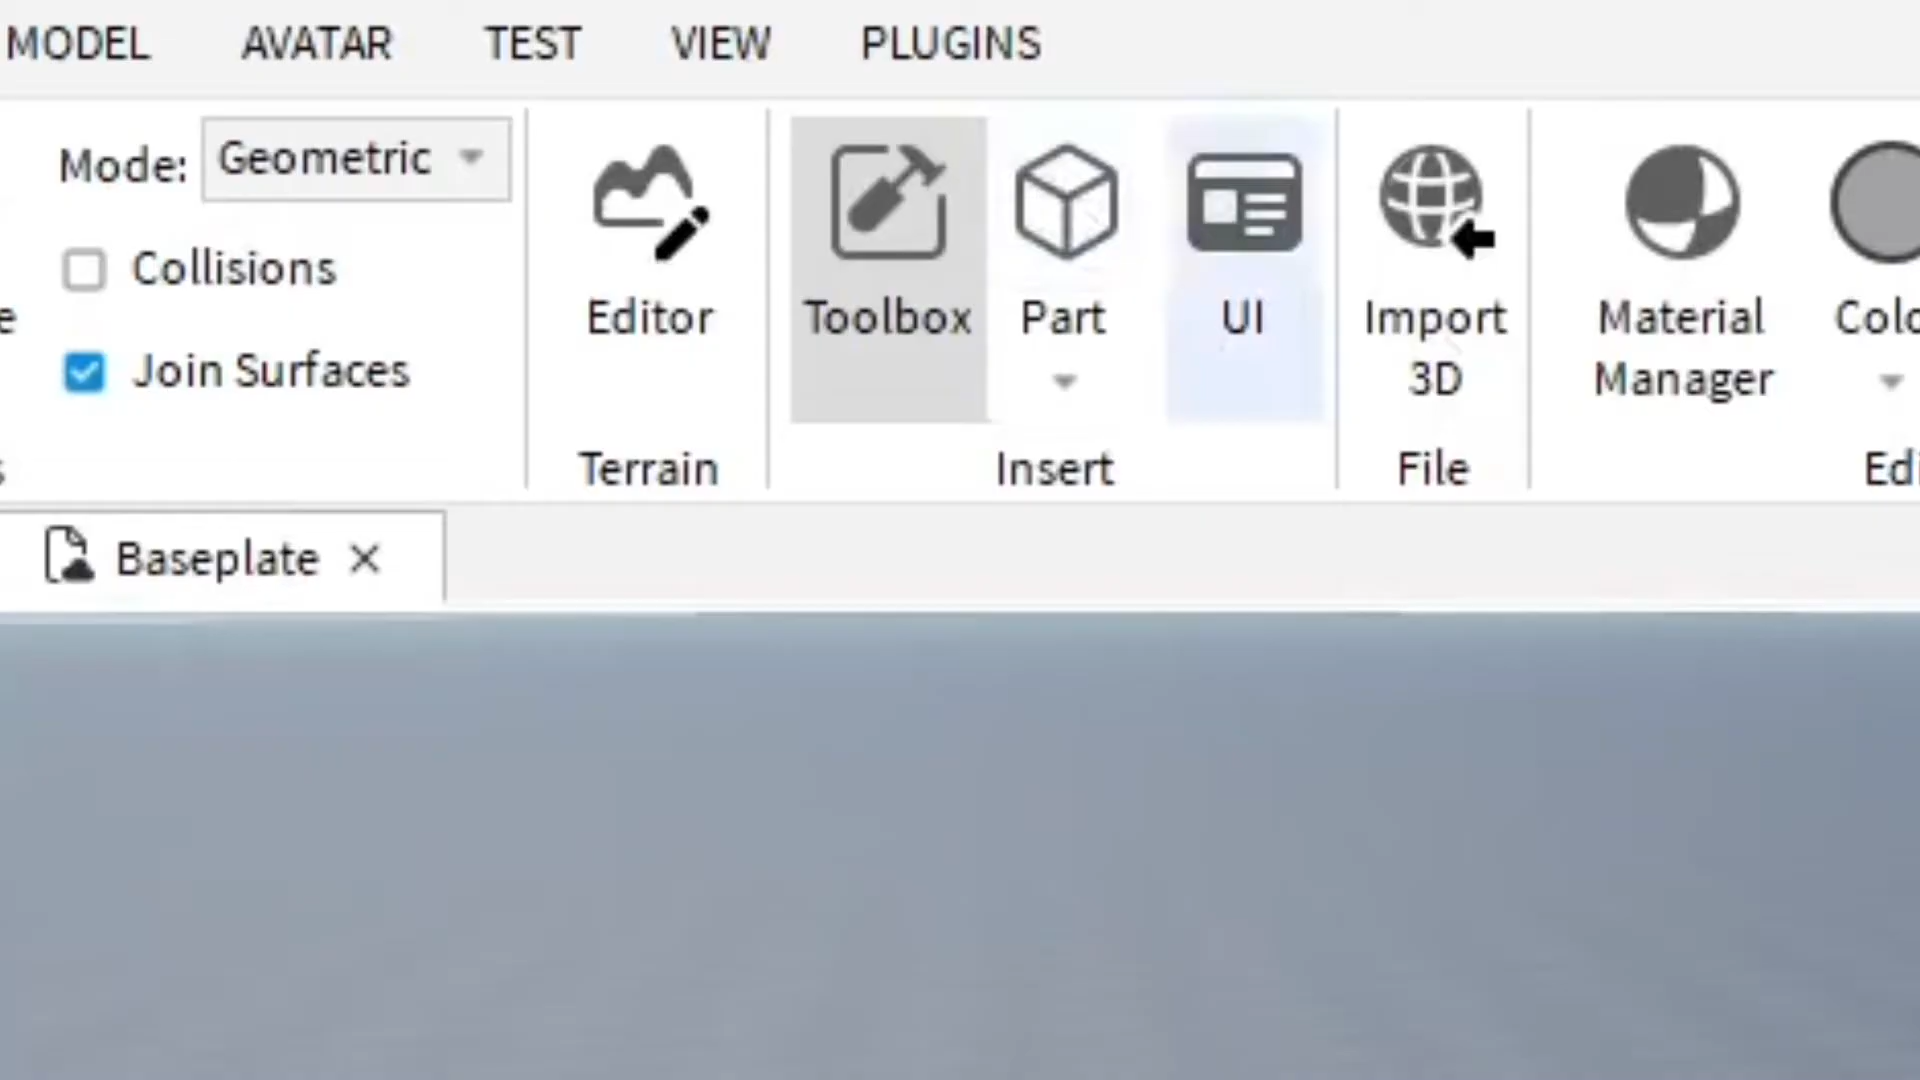 MODEL AVATAR TEST VIEW PLUGINS
Mode: Geometric
Collisions
Join Surfaces
Editor
Terrain
Toolbox Part UI
Insert
Import
3D
File
Material
Manager
Baseplate